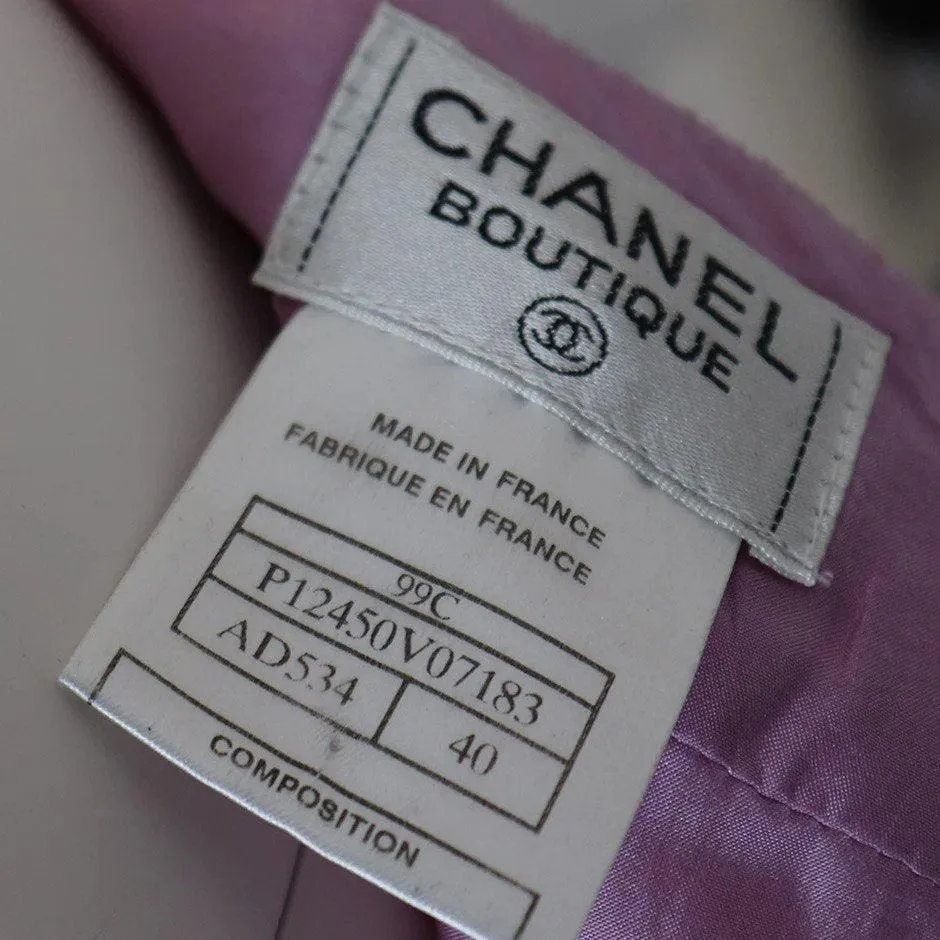 CHANEL
BOUTIQUE
MADE IN FRANCE
FABRIQUE EN FRANCE
99C
P12450V07183
AD534 40
COMPOSITION